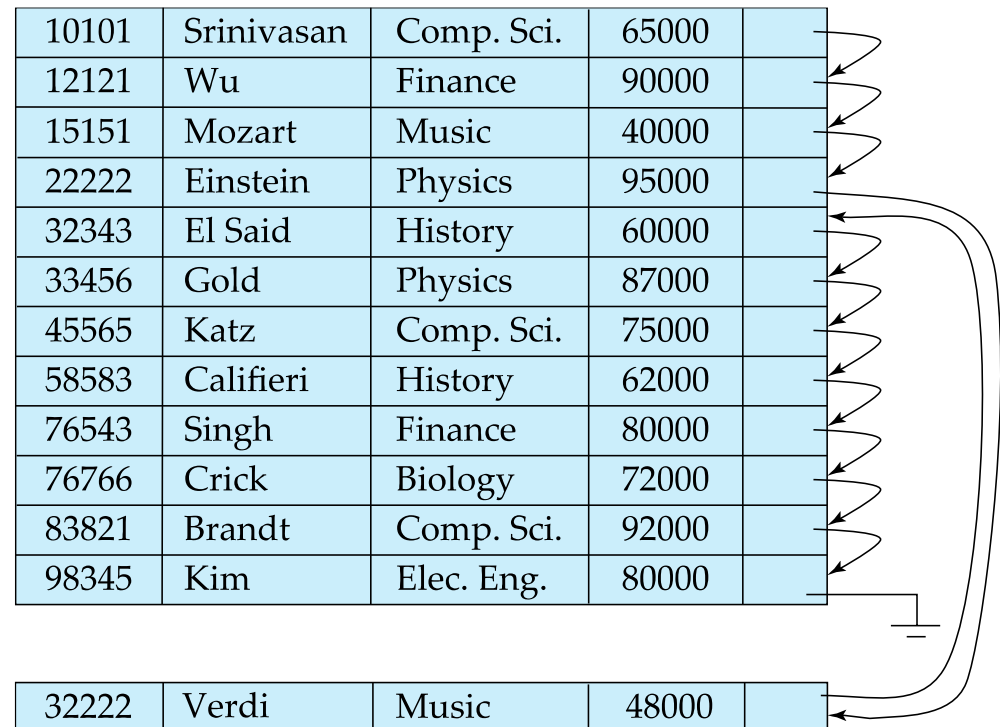 10101 Srinivasan Comp. Sci. 65000
12121 Wu Finance 90000
15151 Mozart Music 40000
22222 Einstein Physics 95000
32343 El Said History 60000
33456 Gold Physics 87000
45565 Katz Comp. Sci. 75000
58583 Califieri History 62000
76543 Singh Finance 80000
76766 Crick Biology 72000
83821 Brandt Comp. Sci. 92000
98345 Kim Elec. Eng. 80000
32222 Verdi Music 48000